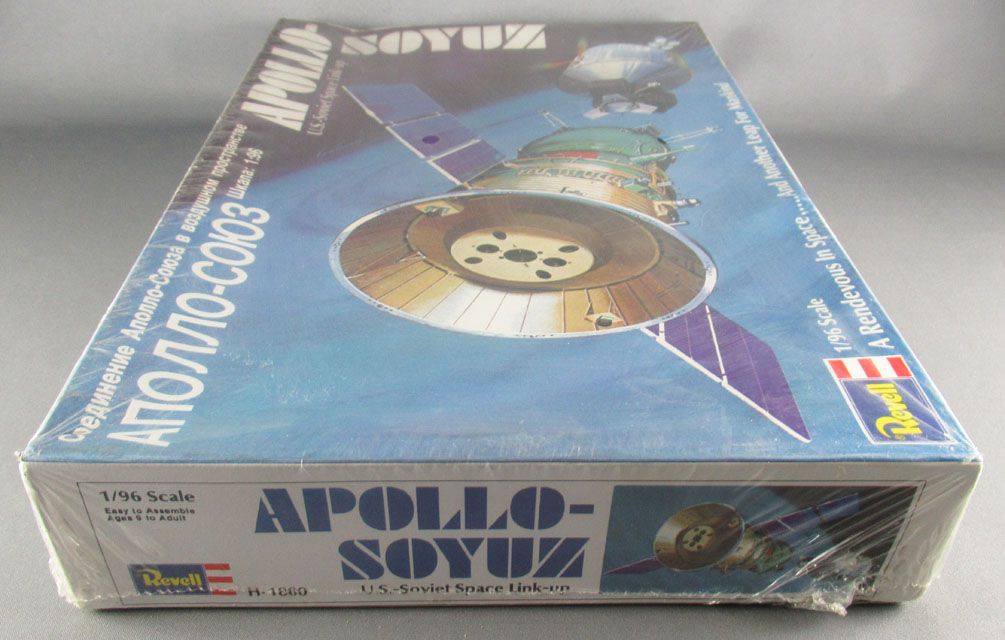 APOLLO-
SOYUZ
U.S.-Soviet Space Link-up
Соединение Аполло-Союза в воздушном пространстве
АПОЛЛО-СОЮЗ
Шкала: 1:96
1/96 Scale
A Rendevous In Space.....And Another Leap For Mankind
Revell
1/96 Scale
Easy to Assemble
Ages 9 to Adult
Revell
H-1860
APOLLO-
SOYUZ
U.S.-Soviet Space Link-up